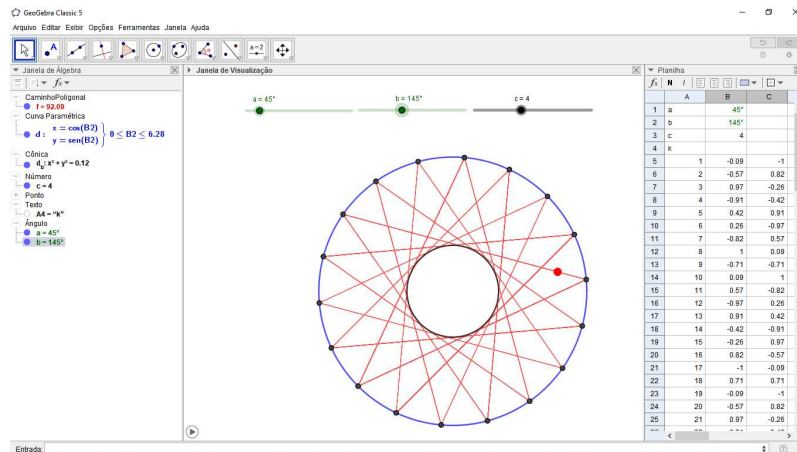 GeoGebra Classic 5
Arquivo Editar Exibir Opções Ferramentas Janela Ajuda
A
a=2
Janela de Álgebra
Janela de Visualização
Planilha
fx
fx N I
CaminhoPoligonal
f = 92.09
Curva Paramétrica
d : x = cos(B2) y = sen(B2) } 0 ≤ B2 ≤ 6.28
Cônica
: x² + y² = 0.12
Número
c = 4
Ponto
Texto
A4 = "k"
Ângulo
a = 45°
b = 145°
a = 45°
b = 145°
c = 4
A B C
1 a 45°
2 b 145°
3 c 4
4 k
5 1 -0.09 -1
6 2 -0.57 0.82
7 3 0.97 -0.26
8 4 -0.91 -0.42
9 5 0.42 0.91
10 6 0.26 -0.97
11 7 -0.82 0.57
12 8 1 0.09
13 9 -0.71 -0.71
14 10 0.09 1
15 11 0.57 -0.82
16 12 -0.97 0.26
17 13 0.91 0.42
18 14 -0.42 -0.91
19 15 -0.26 0.97
20 16 0.82 -0.57
21 17 -1 -0.09
22 18 0.71 0.71
23 19 -0.09 -1
24 20 -0.57 0.82
25 21 0.97 -0.26
Entrada: